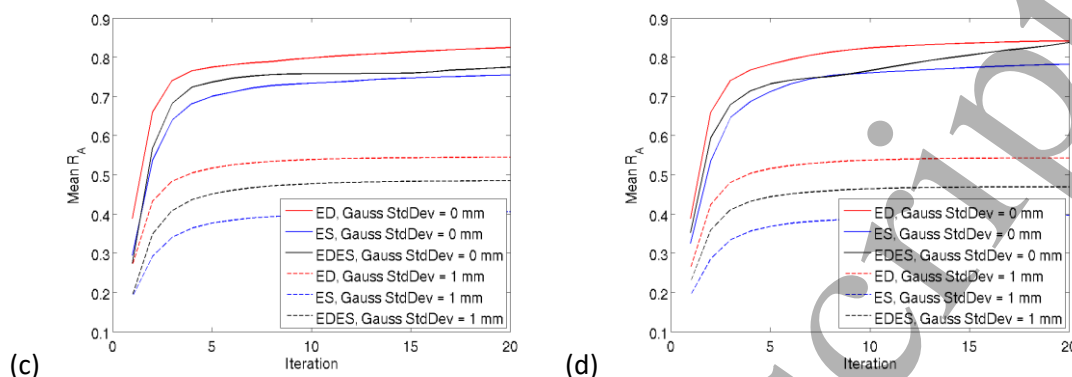 0.9
0.8
0.7
0.6
0.5
0.4
0.3
0.2
0.1
Mean R_A
ED, Gauss StdDev = 0 mm
ES, Gauss StdDev = 0 mm
EDES, Gauss StdDev = 0 mm
ED, Gauss StdDev = 1 mm
ES, Gauss StdDev = 1 mm
EDES, Gauss StdDev = 1 mm
0 5 10 15 20
Iteration
(c)
0.9
0.8
0.7
0.6
0.5
0.4
0.3
0.2
0.1
Mean R_A
ED, Gauss StdDev = 0 mm
ES, Gauss StdDev = 0 mm
EDES, Gauss StdDev = 0 mm
ED, Gauss StdDev = 1 mm
ES, Gauss StdDev = 1 mm
EDES, Gauss StdDev = 1 mm
0 5 10 15 20
Iteration
(d)